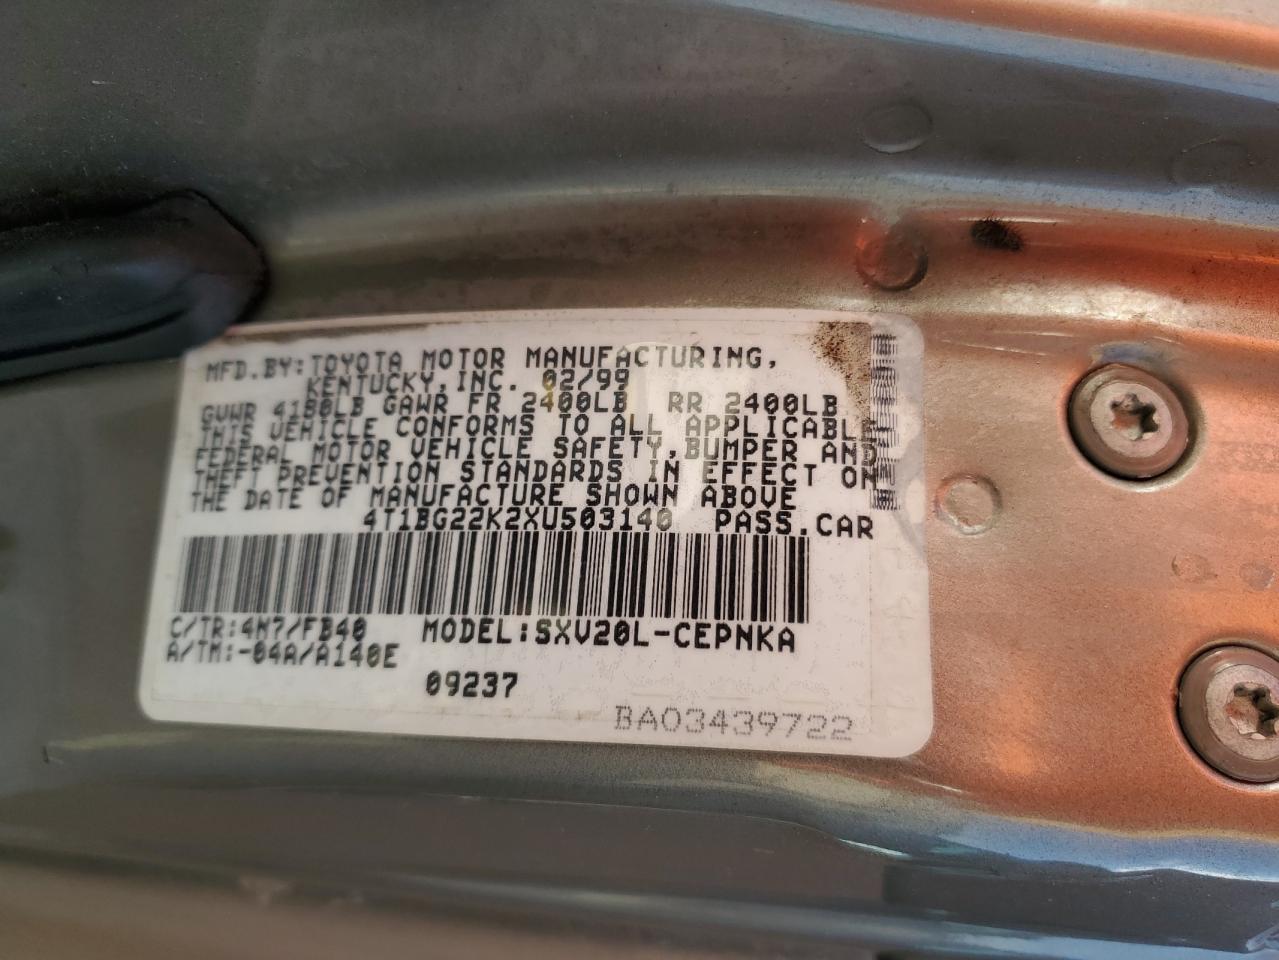 MFD.BY:TOYOTA MOTOR MANUFACTURING,
KENTUCKY,INC. 02/99
GVWR 4180LB GAWR FR 2400LB RR 2400LB
THIS VEHICLE CONFORMS TO ALL APPLICABLE
FEDERAL MOTOR VEHICLE SAFETY,BUMPER AND
THEFT PREVENTION STANDARDS IN EFFECT ON
THE DATE OF MANUFACTURE SHOWN ABOVE
4T1BG22K2XU503140 PASS.CAR
C/TR:4M7/FB40 MODEL:SXV20L-CEPNKA
A/TM:-04A/A140E
09237
BA03439722